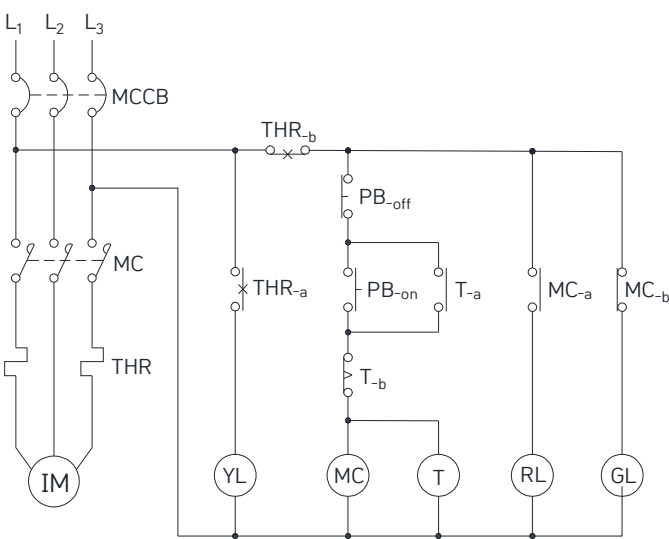 L1 L2 L3
MCCB
THR-b
PB-off
MC
THR-a
PB-on
T-a
MC-a
MC-b
THR
T-b
IM
YL
MC
T
RL
GL